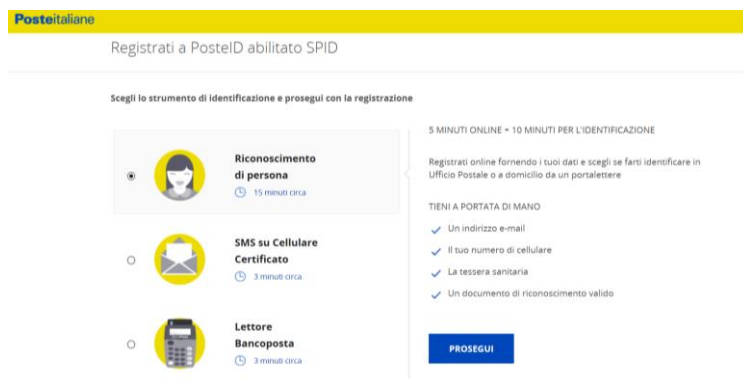 Posteitaliane
Registrati a PosteID abilitato SPID
Scegli lo strumento di identificazione e prosegui con la registrazione
Riconoscimento
di persona
15 minuti circa
SMS su Cellulare
Certificato
3 minuti circa
Lettore
Bancoposta
3 minuti circa
5 MINUTI ONLINE + 10 MINUTI PER L'IDENTIFICAZIONE
Registrati online fornendo i tuoi dati e scegli se farti identificare in
Ufficio Postale o a domicilio da un portalettere
TIENI A PORTATA DI MANO
Un indirizzo e-mail
Il tuo numero di cellulare
La tessera sanitaria
Un documento di riconoscimento valido
PROSEGUI